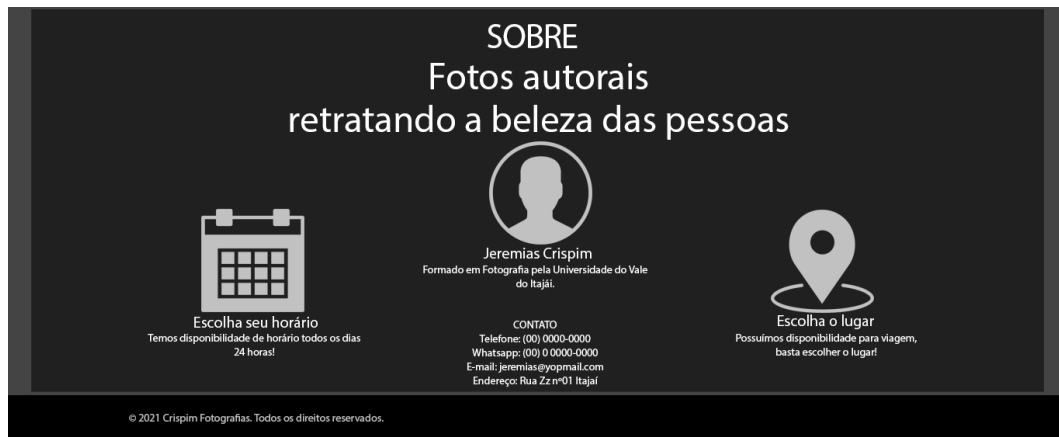 SOBRE
Fotos autorais
retratando a beleza das pessoas
Jeremias Crispim
Formado em Fotografia pela Universidade do Vale
do Itajái.
Escolha seu horário
Temos disponibilidade de horário todos os dias
24 horas!
CONTATO
Telefone: (00) 0000-0000
Whatsapp: (00) 0 0000-0000
E-mail: jeremias@yopmail.com
Endereço: Rua Zz nº01 Itajaí
Escolha o lugar
Possuímos disponibilidade para viagem,
basta escolher o lugar!
© 2021 Crispim Fotografias. Todos os direitos reservados.